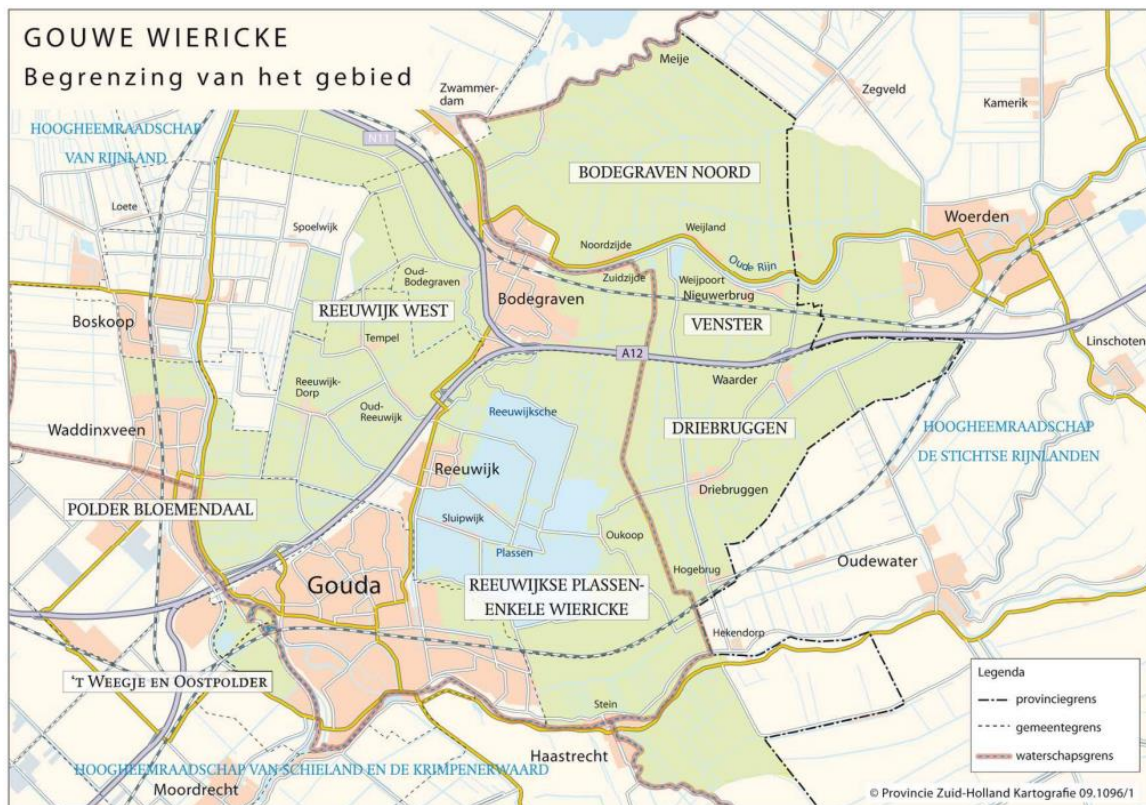 GOUWE WIERICKE
Begrenzing van het gebied
Meije
Zwammer-
dam
Zegveld
Kamerik
HOOGHEEMRAADSCHAP
VAN RIJNLAND
N11
BODEGRAVEN NOORD
Loete
Spoelwijk
Woerden
Weijland
Noordzijde
Oude Rijn
Oud-
Bodegraven
Zuidzijde
Weijpoort
Nieuwerbrug
Bodegraven
REEUWIJK WEST
Boskoop
VENSTER
Tempel
A12
Linschoten
Waarder
Reeuwijk-
Dorp
Oud-
Reeuwijk
Reeuwijksche
Waddinxveen
DRIEBRUGGEN
HOOGHEEMRAADSCHAP
DE STICHTSE RIJNLANDEN
Reeuwijk
Driebruggen
POLDER BLOEMENDAAL
Sluipwijk
Oukoop
Plassen
Oudewater
Hogebrug
Gouda
REEUWIJKSE PLASSEN-
ENKELE WIERICKE
Hekendorp
'T WEEGJE EN OOSTPOLDER
Legenda
provinciegrens
gemeentegrens
waterschapsgrens
Stein
Haastrecht
HOOGHEEMRAADSCHAP VAN SCHIELAND EN DE KRIMPENERWAARD
Moordrecht
© Provincie Zuid-Holland Kartografie 09.1096/1